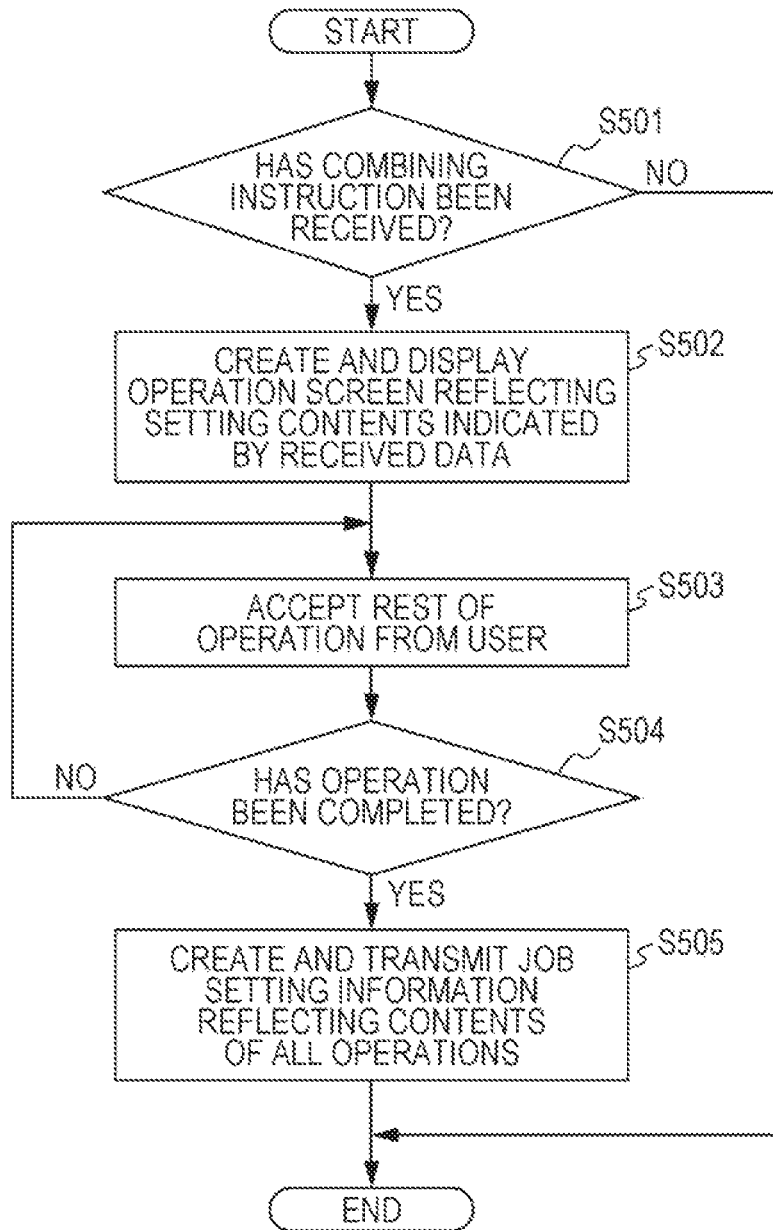 START
S501
HAS COMBINING
INSTRUCTION BEEN
RECEIVED?
NO
YES
S502
CREATE AND DISPLAY
OPERATION SCREEN REFLECTING
SETTING CONTENTS INDICATED
BY RECEIVED DATA
S503
ACCEPT REST OF
OPERATION FROM USER
S504
NO
HAS OPERATION
BEEN COMPLETED?
YES
S505
CREATE AND TRANSMIT JOB
SETTING INFORMATION
REFLECTING CONTENTS
OF ALL OPERATIONS
END